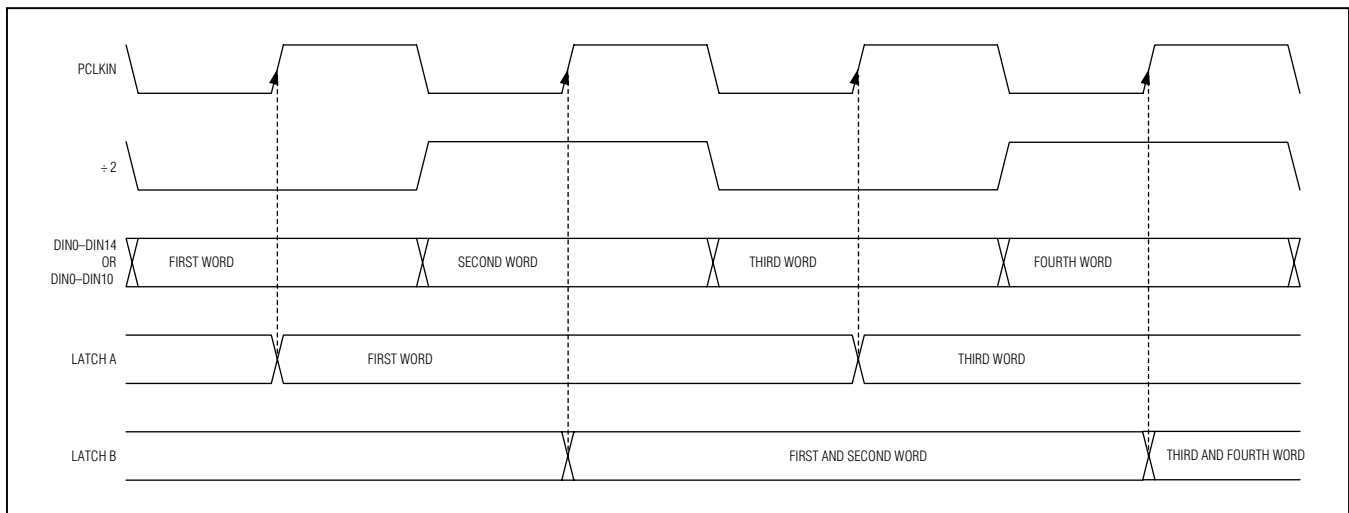 PCLKIN
÷ 2
DIN0–DIN14
OR
DIN0–DIN10
FIRST WORD
SECOND WORD
THIRD WORD
FOURTH WORD
LATCH A
FIRST WORD
THIRD WORD
LATCH B
FIRST AND SECOND WORD
THIRD AND FOURTH WORD